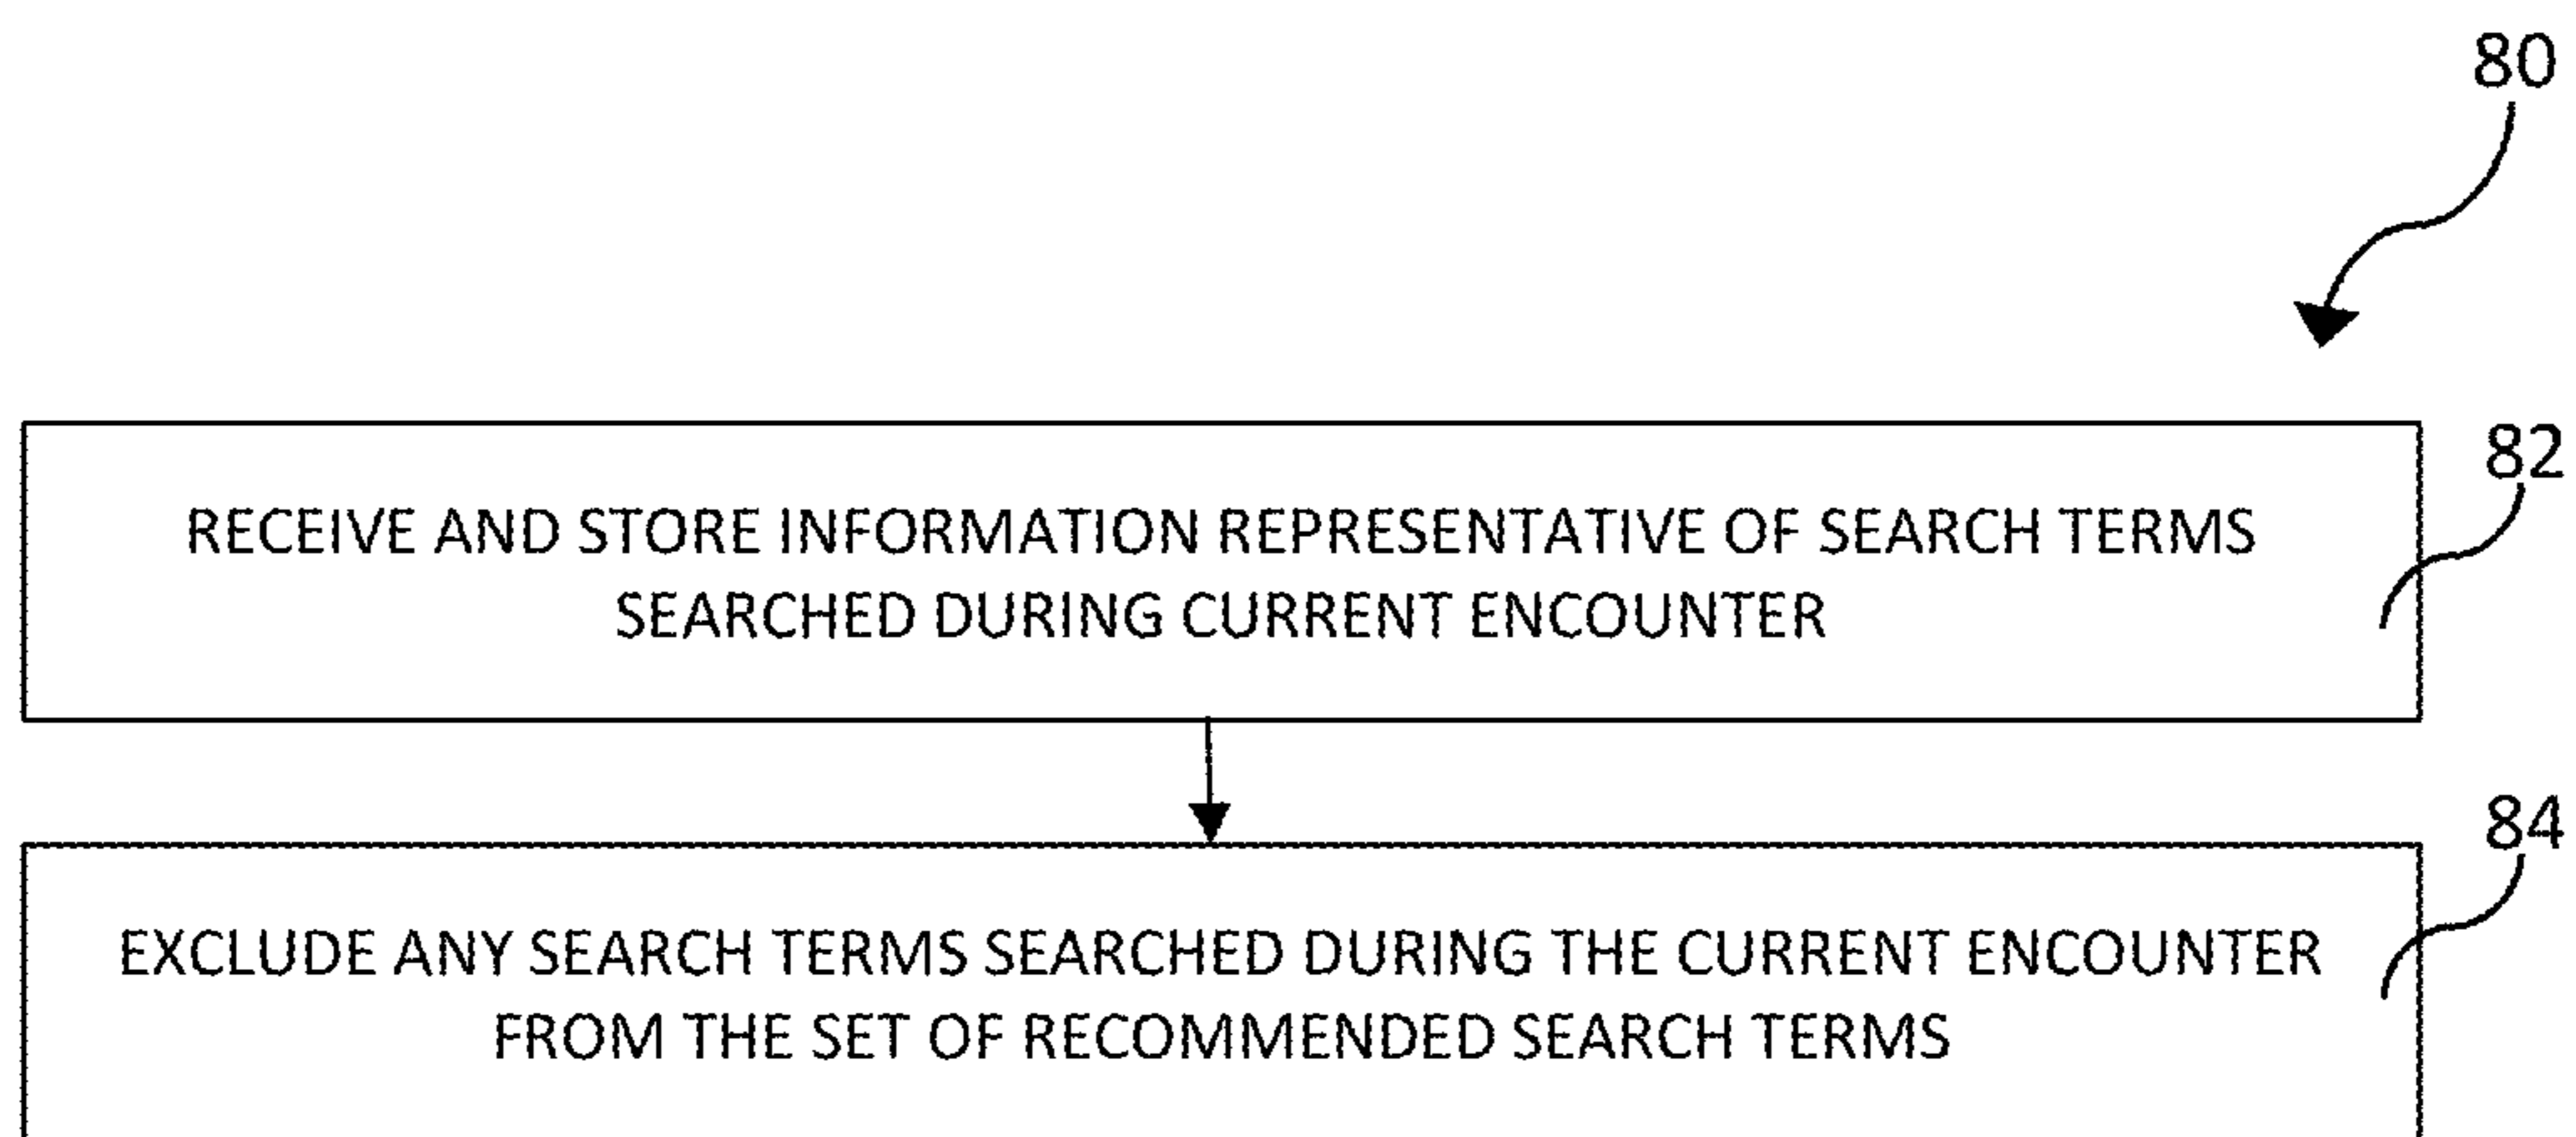 80
82
RECEIVE AND STORE INFORMATION REPRESENTATIVE OF SEARCH TERMS
SEARCHED DURING CURRENT ENCOUNTER
84
EXCLUDE ANY SEARCH TERMS SEARCHED DURING THE CURRENT ENCOUNTER
FROM THE SET OF RECOMMENDED SEARCH TERMS